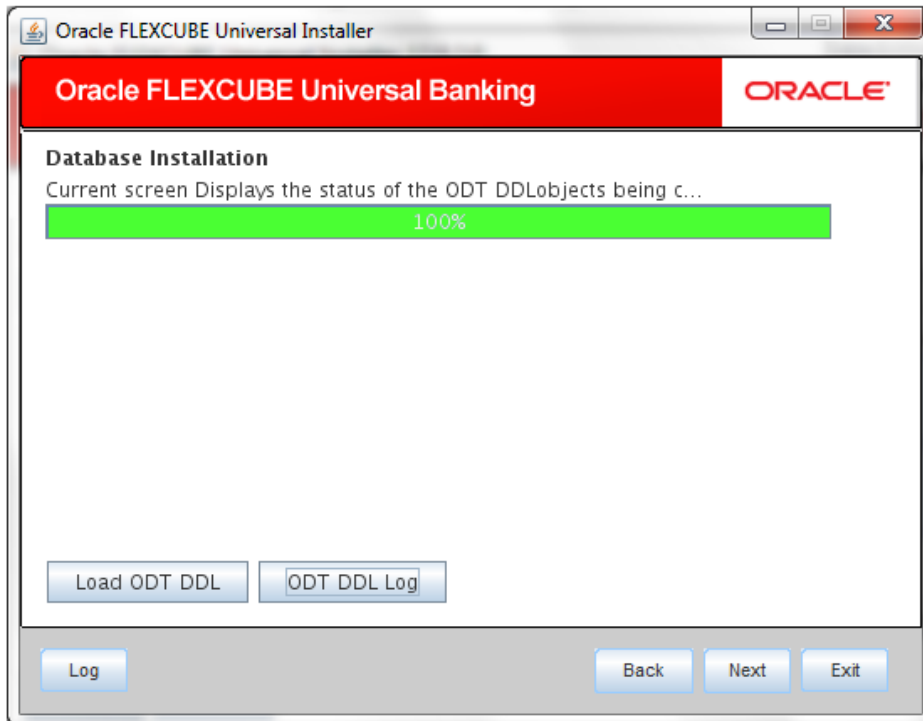 Oracle FLEXCUBE Universal Installer
Oracle FLEXCUBE Universal Banking
ORACLE
Database Installation
Current screen Displays the status of the ODT DDLobjects being c...
100%
Load ODT DDL ODT DDL Log
Log Back Next Exit